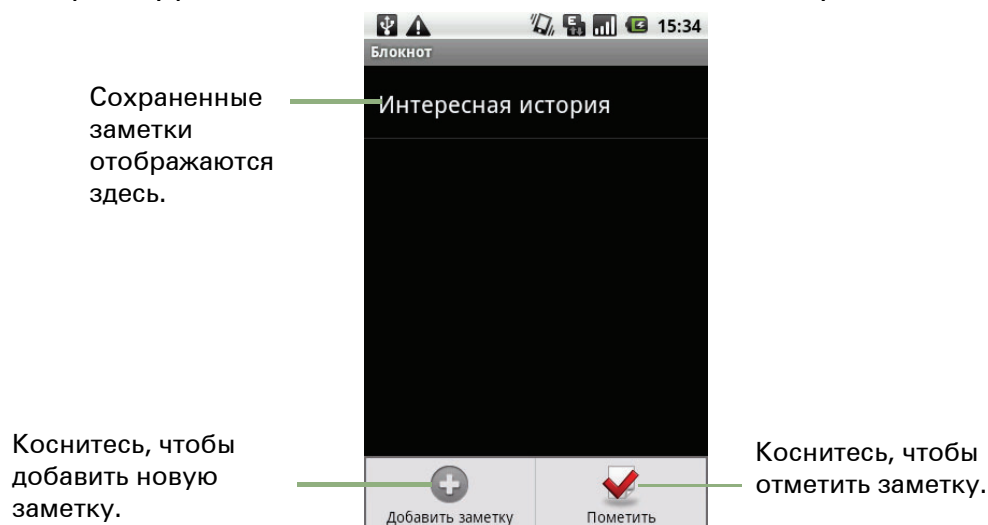 15:34
Блокнот
Сохраненные
заметки
отображаются
здесь.
Интересная история
Коснитесь, чтобы
добавить новую
заметку.
Добавить заметку
Пометить
Коснитесь, чтобы
отметить заметку.